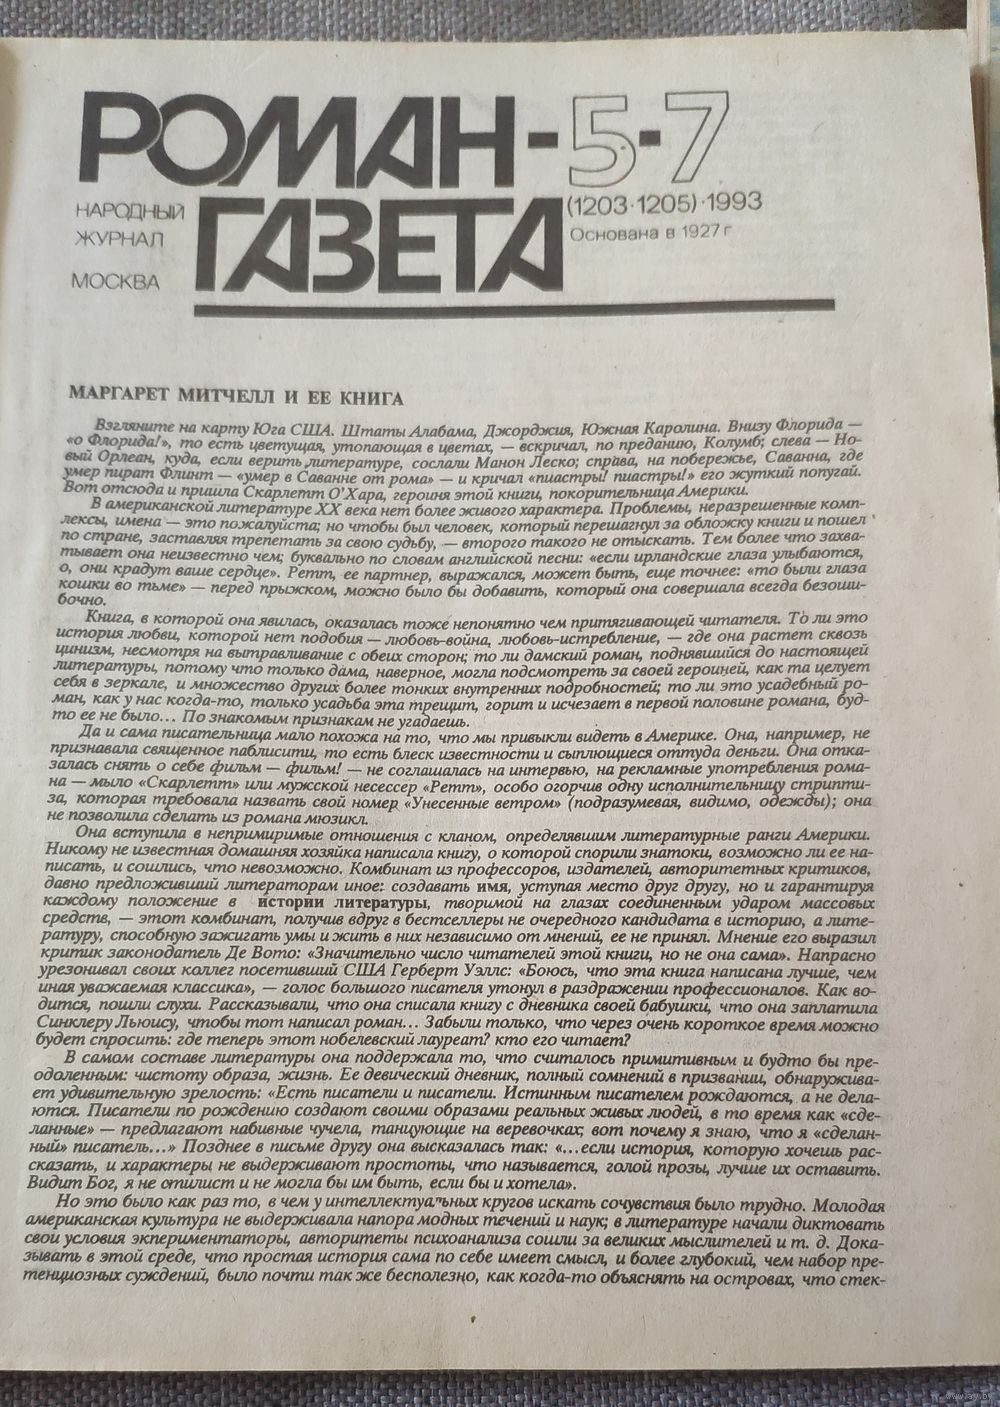 РОМАН-5-7
НАРОДНЫЙ
ЖУРНАЛ
МОСКВА
ГАЗЕТА
(1203·1205)·1993
Основана в 1927 г
МАРГАРЕТ МИТЧЕЛЛ И ЕЕ КНИГА
Взгляните на карту Юга США. Штаты Алабама, Джорджия, Южная Каролина. Внизу Флорида —
«о Флорида!», то есть цветущая, утопающая в цветах, — вскричал, по преданию, Колумб; слева — Но-
вый Орлеан, куда, если верить литературе, сослали Манон Леско; справа, на побережье, Саванна, где
умер пират Флинт — «умер в Саванне от рома» — и кричал «пиастры! пиастры!» его жуткий попугай.
Вот отсюда и пришла Скарлетт О'Хара, героиня этой книги, покорительница Америки.
В американской литературе XX века нет более живого характера. Проблемы, неразрешенные комп-
лексы, имена — это пожалуйста; но чтобы был человек, который перешагнул за обложку книги и пошел
по стране, заставляя трепетать за свою судьбу, — второго такого не отыскать. Тем более что захва-
тывает она неизвестно чем; буквально по словам английской песни: «если ирландские глаза улыбаются,
о, они крадут ваше сердце». Ретт, ее партнер, выражался, может быть, еще точнее: «то были глаза
кошки во тьме» — перед прыжком, можно было бы добавить, который она совершала всегда безоши-
бочно.
Книга, в которой она явилась, оказалась тоже непонятно чем притягивающей читателя. То ли это
история любви, которой нет подобия — любовь-война, любовь-истребление, — где она растет сквозь
цинизм, несмотря на вытравливание с обеих сторон; то ли дамский роман, поднявшийся до настоящей
литературы, потому что только дама, наверное, могла подсмотреть за своей героиней, как та целует
себя в зеркале, и множество других более тонких внутренних подробностей; то ли это усадебный ро-
ман, как у нас когда-то, только усадьба эта трещит, горит и исчезает в первой половине романа, буд-
то ее не было... По знакомым признакам не угадаешь.
Да и сама писательница мало похожа на то, что мы привыкли видеть в Америке. Она, например, не
признавала священное паблисити, то есть блеск известности и сыплющиеся оттуда деньги. Она отка-
залась снять о себе фильм — фильм! — не соглашалась на интервью, на рекламные употребления рома-
на — мыло «Скарлетт» или мужской несессер «Ретт», особо огорчив одну исполнительницу стрипти-
за, которая требовала назвать свой номер «Унесенные ветром» (подразумевая, видимо, одежды); она
не позволила сделать из романа мюзикл.
Она вступила в непримиримые отношения с кланом, определявшим литературные ранги Америки.
Никому не известная домашняя хозяйка написала книгу, о которой спорили знатоки, возможно ли ее на-
писать, и сошлись, что невозможно. Комбинат из профессоров, издателей, авторитетных критиков,
давно предложивший литераторам иное: создавать имя, уступая место друг другу, но и гарантируя
каждому положение в истории литературы, творимой на глазах соединенным ударом массовых
средств, — этот комбинат, получив вдруг в бестселлеры не очередного кандидата в историю, а лите-
ратуру, способную зажигать умы и жить в них независимо от мнений, ее не принял. Мнение его выразил
критик законодатель Де Вото: «Значительно число читателей этой книги, но не она сама». Напрасно
урезонивал своих коллег посетивший США Герберт Уэллс: «Боюсь, что эта книга написана лучше, чем
иная уважаемая классика», — голос большого писателя утонул в раздражении профессионалов. Как во-
дится, пошли слухи. Рассказывали, что она списала книгу с дневника своей бабушки, что она заплатила
Синклеру Льюису, чтобы тот написал роман... Забыли только, что через очень короткое время можно
будет спросить: где теперь этот нобелевский лауреат? кто его читает?
В самом составе литературы она поддержала то, что считалось примитивным и будто бы пре-
одоленным: чистоту образа, жизнь. Ее девический дневник, полный сомнений в призвании, обнаружива-
ет удивительную зрелость: «Есть писатели и писатели. Истинным писателем рождаются, а не дела-
ются. Писатели по рождению создают своими образами реальных живых людей, в то время как «сде-
ланные» — предлагают набивные чучела, танцующие на веревочках; вот почему я знаю, что я «сделан-
ный» писатель...» Позднее в письме другу она высказалась так: «...если история, которую хочешь рас-
сказать, и характеры не выдерживают простоты, что называется, голой прозы, лучше их оставить.
Видит Бог, я не стилист и не могла бы им быть, если бы и хотела».
Но это было как раз то, в чем у интеллектуальных кругов искать сочувствия было трудно. Молодая
американская культура не выдерживала напора модных течений и наук; в литературе начали диктовать
свои условия экпериментаторы, авторитеты психоанализа сошли за великих мыслителей и т. д. Дока-
зывать в этой среде, что простая история сама по себе имеет смысл, и более глубокий, чем набор пре-
тенциозных суждений, было почти так же бесполезно, как когда-то объяснять на островах, что стек-